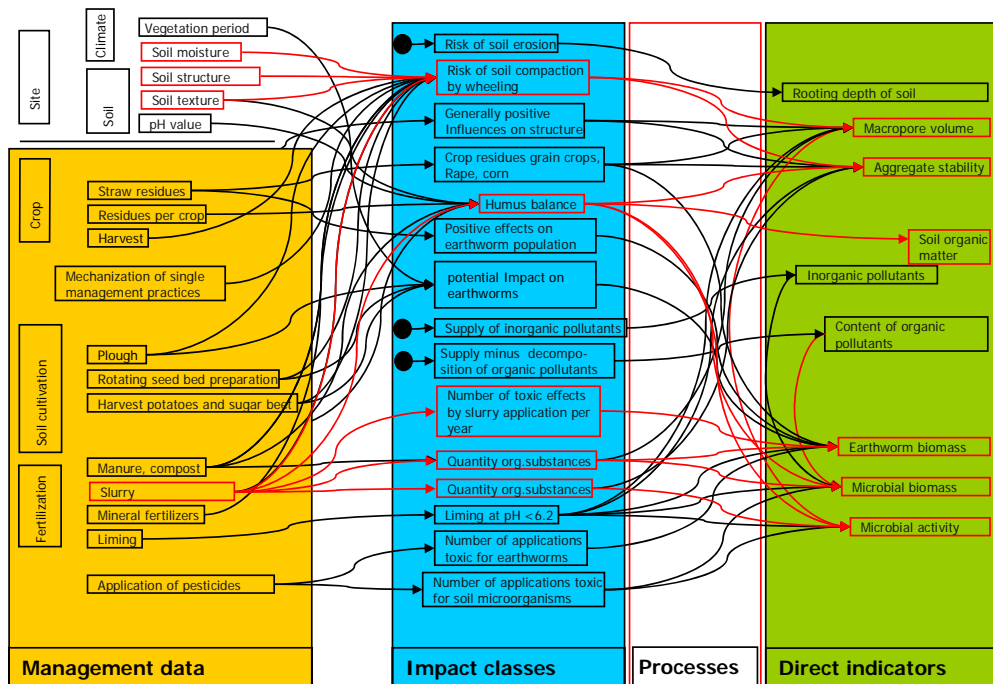 Site
Climate
Soil
Vegetation period
Soil moisture
Soil structure
Soil texture
pH value
Crop
Straw residues
Residues per crop
Harvest
Mechanization of single
management practices
Soil cultivation
Plough
Rotating seed bed preparation
Harvest potatoes and sugar beet
Fertilization
Manure, compost
Slurry
Mineral fertilizers
Liming
Application of pesticides
Management data
Risk of soil erosion
Risk of soil compaction
by wheeling
Generally positive
Influences on structure
Crop residues grain crops,
Rape, corn
Humus balance
Positive effects on
earthworm population
potential Impact on
earthworms
Supply of inorganic pollutants
Supply minus decompo-
sition of organic pollutants
Number of toxic effects
by slurry application per
year
Quantity org.substances
Quantity org.substances
Liming at pH <6.2
Number of applications
toxic for earthworms
Number of applications toxic
for soil microorganisms
Impact classes
Processes
Rooting depth of soil
Macropore volume
Aggregate stability
Soil organic
matter
Inorganic pollutants
Content of organic
pollutants
Earthworm biomass
Microbial biomass
Microbial activity
Direct indicators